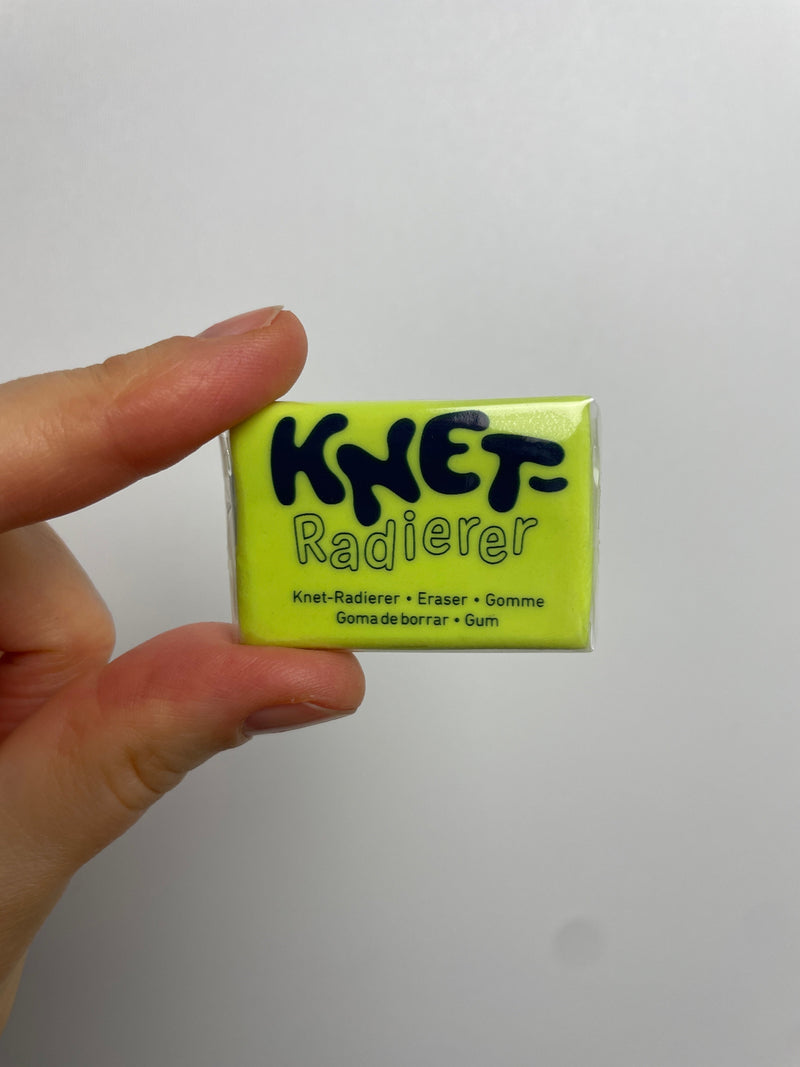 KNET-
Radierer
Knet-Radierer • Eraser • Gomme
Goma de borrar • Gum